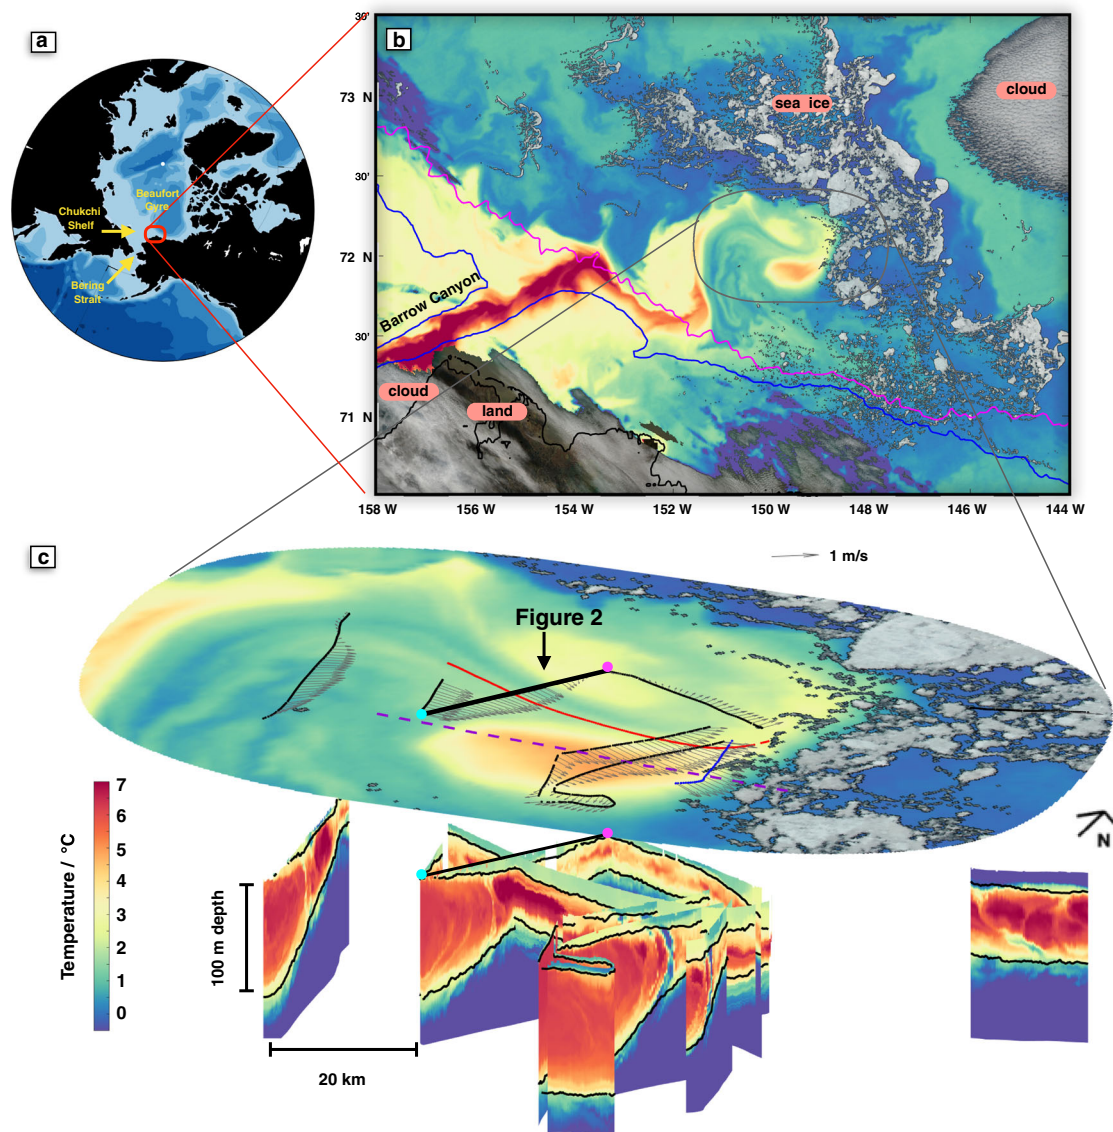 a
Beaufort
Gyre
Chukchi
Shelf
Bering
Strait
b
30'
73 N
30'
72 N
30'
71 N
cloud
sea ice
Barrow Canyon
cloud
land
158 W
156 W
154 W
152 W
150 W
148 W
146 W
144 W
c
1 m/s
Figure 2
N
Temperature / °C
7
6
5
4
3
2
1
0
100 m depth
20 km